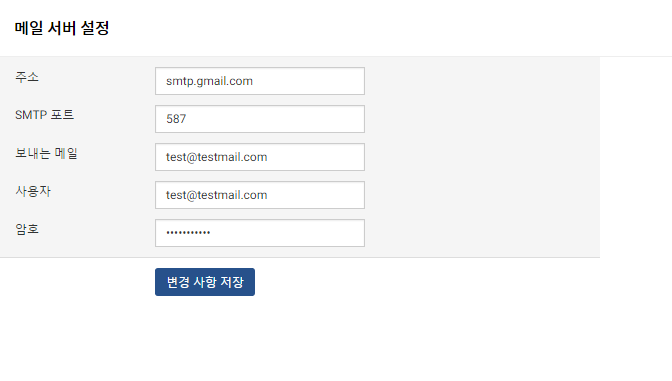 메일 서버 설정
주소 smtp.gmail.com
SMTP 포트 587
보내는 메일 test@testmail.com
사용자 test@testmail.com
암호 •••••••••••
변경 사항 저장